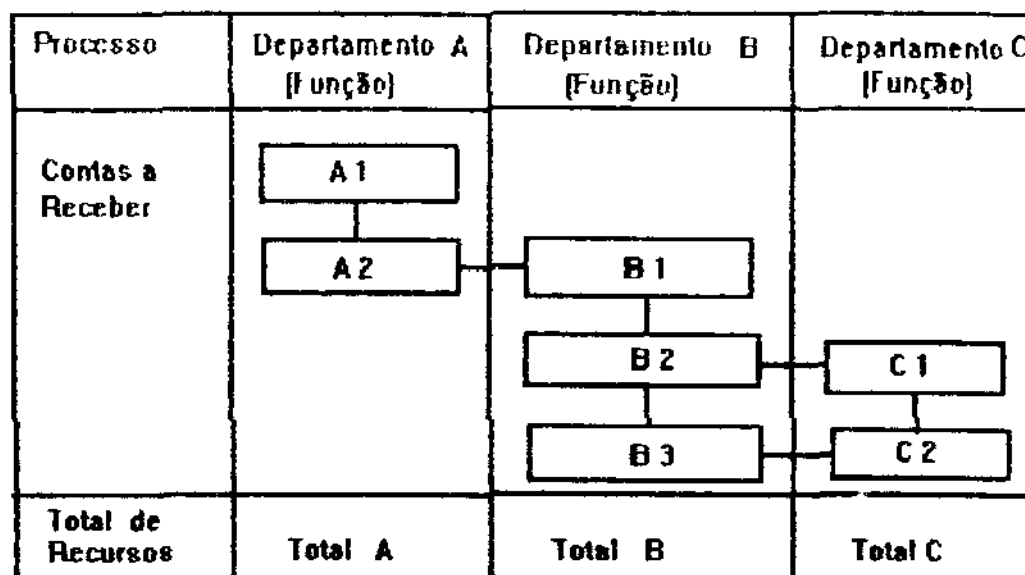 Processo
Departamento A
(Função)
Departamento B
(Função)
Departamento C
(Função)
Contas a
Receber
A 1
A 2
B 1
B 2
C 1
B 3
C 2
Total de
Recursos
Total A
Total B
Total C